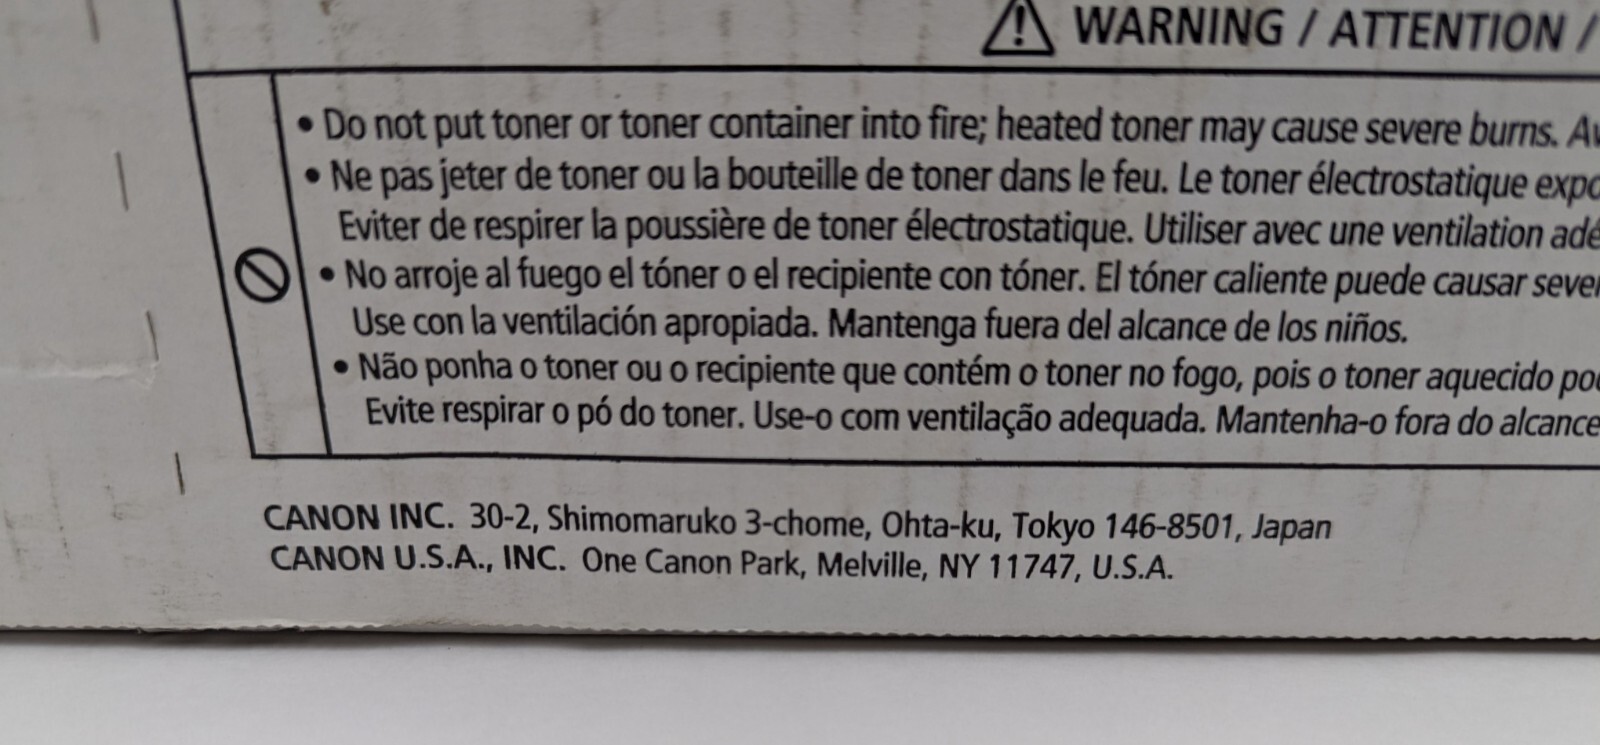 WARNING / ATTENTION /
• Do not put toner or toner container into fire; heated toner may cause severe burns.
• Ne pas jeter de toner ou la bouteille de toner dans le feu. Le toner électrostatique
Eviter de respirer la poussière de toner électrostatique. Utiliser avec une ventilation
• No arroje al fuego el tóner o el recipiente con tóner. El tóner caliente puede causar
Use con la ventilación apropiada. Mantenga fuera del alcance de los niños.
• Não ponha o toner ou o recipiente que contém o toner no fogo, pois o toner aquecido
Evite respirar o pó do toner. Use-o com ventilação adequada. Mantenha-o fora do alcance
CANON INC. 30-2, Shimomaruko 3-chome, Ohta-ku, Tokyo 146-8501, Japan
CANON U.S.A., INC. One Canon Park, Melville, NY 11747, U.S.A.